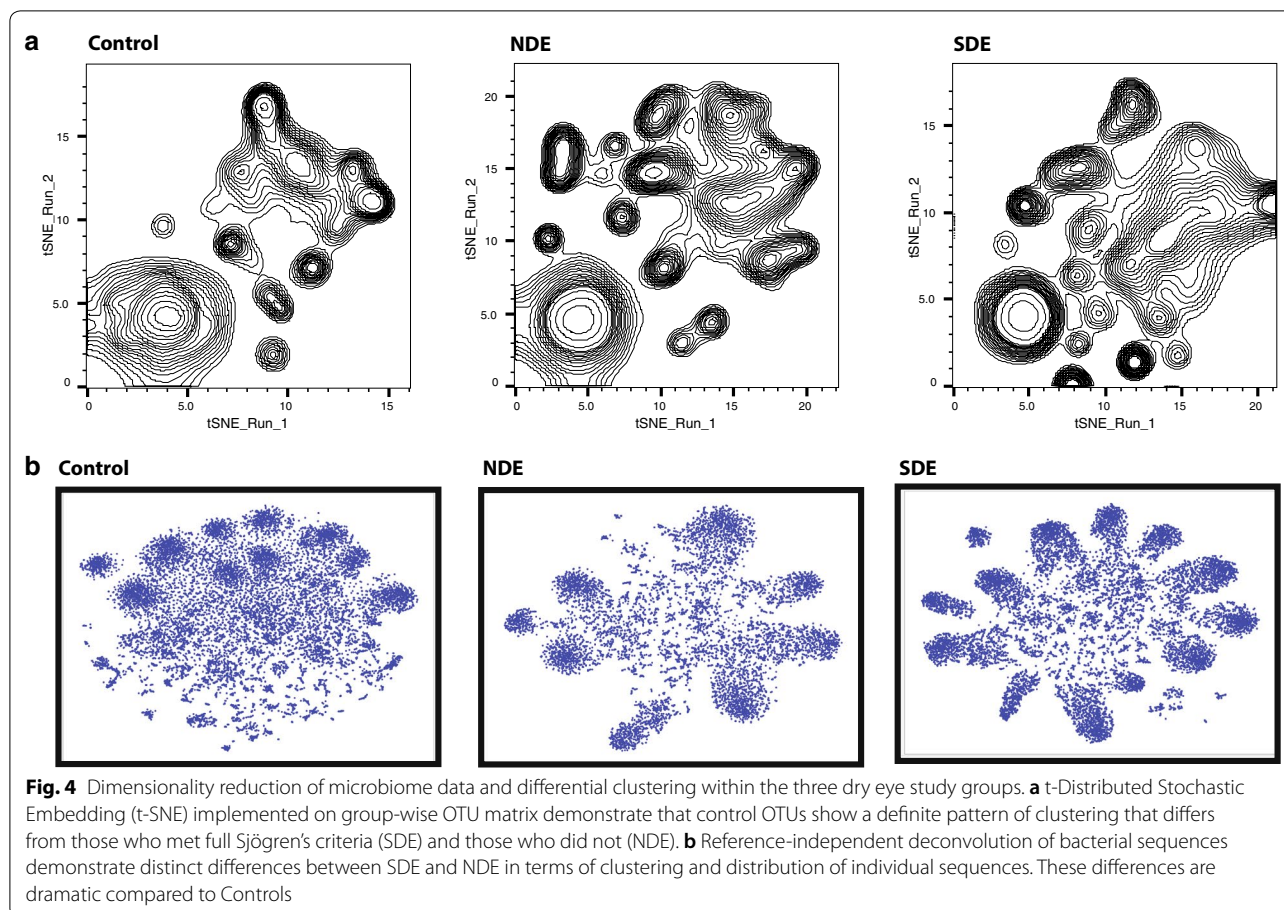 a
Control
NDE
SDE
15
10
5.0
0
tSNE_Run_2
0
5.0
10
15
tSNE_Run_1
20
15
10
5.0
0
tSNE_Run_2
0
5.0
10
15
20
tSNE_Run_1
15
10
5.0
0
tSNE_Run_2
0
5.0
10
15
20
tSNE_Run_1
b
Control
NDE
SDE
Fig. 4 Dimensionality reduction of microbiome data and differential clustering within the three dry eye study groups. a t-Distributed Stochastic
Embedding (t-SNE) implemented on group-wise OTU matrix demonstrate that control OTUs show a definite pattern of clustering that differs
from those who met full Sjögren's criteria (SDE) and those who did not (NDE). b Reference-independent deconvolution of bacterial sequences
demonstrate distinct differences between SDE and NDE in terms of clustering and distribution of individual sequences. These differences are
dramatic compared to Controls